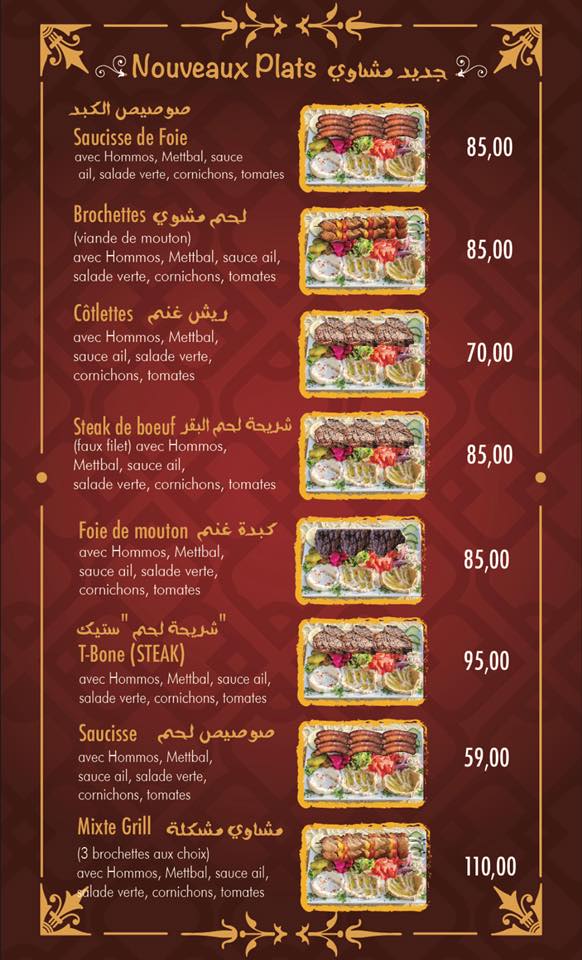 Nouveaux Plats جديد مشاوي
صوصيص الكبد
Saucisse de Foie
avec Hommos, Mettbal, sauce
ail, salade verte, cornichons, tomates
85,00
Brochettes لحم مشوي
(viande de mouton)
avec Hommos, Mettbal, sauce ail,
salade verte, cornichons, tomates
85,00
Côtlettes ريش غنم
avec Hommos, Mettbal,
sauce ail, salade verte,
cornichons, tomates
70,00
Steak de boeuf شريحة لحم البقر
(faux filet) avec Hommos,
Mettbal, sauce ail,
salade verte, cornichons, tomates
85,00
Foie de mouton كبدة غنم
avec Hommos, Mettbal,
sauce ail, salade verte,
cornichons, tomates
85,00
شريحة لحم "ستيك"
T-Bone (STEAK)
avec Hommos, Mettbal, sauce ail,
salade verte, cornichons, tomates
95,00
Saucisse صوصيص لحم
avec Hommos, Mettbal,
sauce ail, salade verte,
cornichons, tomates
59,00
Mixte Grill مشاوي مشكلة
(3 brochettes aux choix)
avec Hommos, Mettbal, sauce ail,
salade verte, cornichons, tomates
110,00